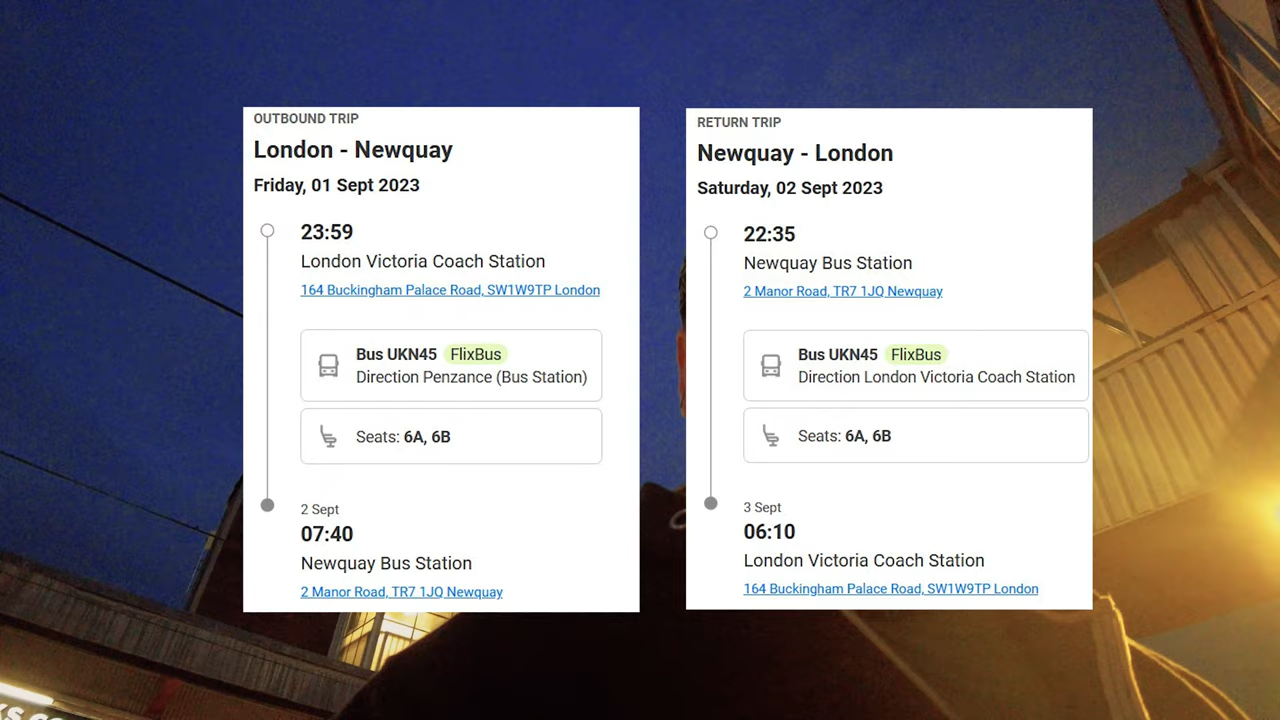 OUTBOUND TRIP
London - Newquay
Friday, 01 Sept 2023
23:59
London Victoria Coach Station
164 Buckingham Palace Road, SW1W9TP London
Bus UKN45 FlixBus
Direction Penzance (Bus Station)
Seats: 6A, 6B
2 Sept
07:40
Newquay Bus Station
2 Manor Road, TR7 1JQ Newquay
RETURN TRIP
Newquay - London
Saturday, 02 Sept 2023
22:35
Newquay Bus Station
2 Manor Road, TR7 1JQ Newquay
Bus UKN45 FlixBus
Direction London Victoria Coach Station
Seats: 6A, 6B
3 Sept
06:10
London Victoria Coach Station
164 Buckingham Palace Road, SW1W9TP London